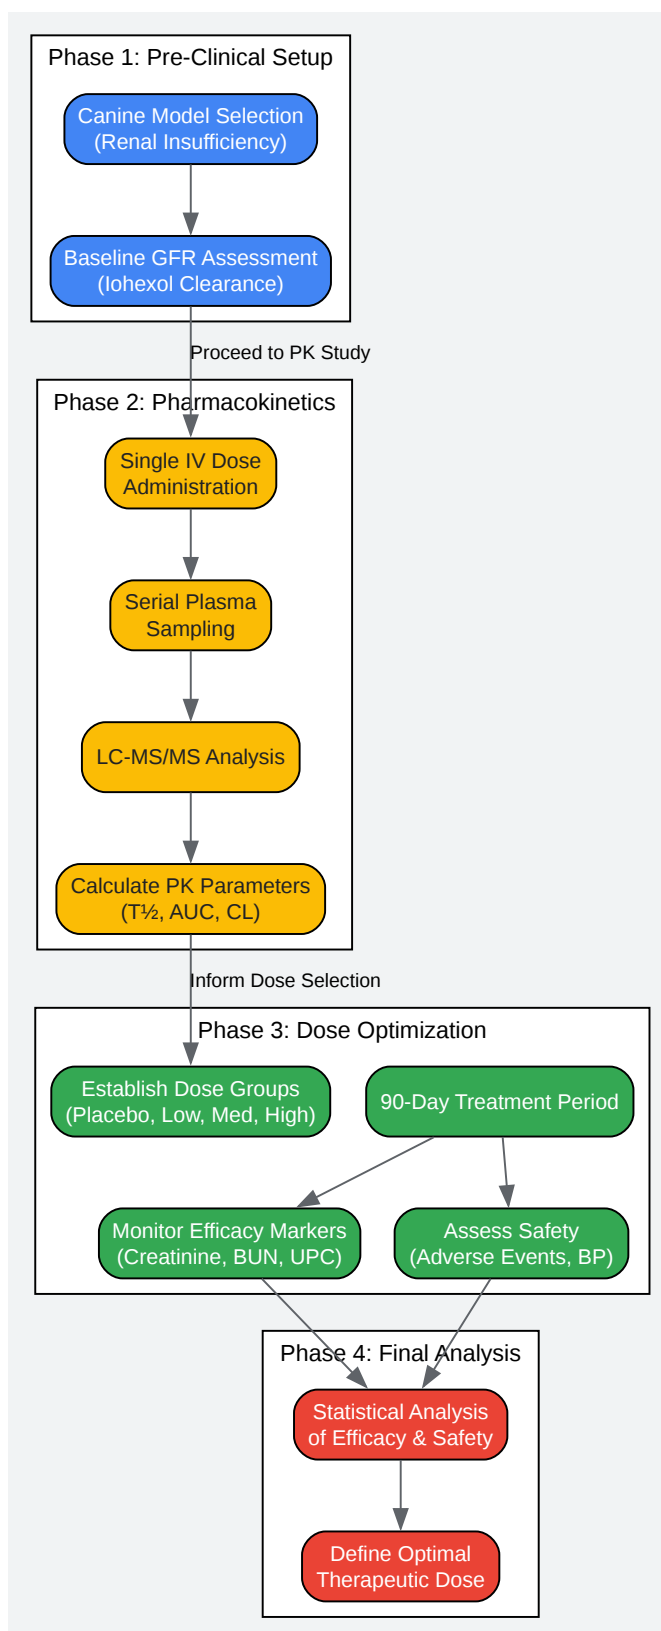 Phase 1: Pre-Clinical Setup
Canine Model Selection
(Renal Insufficiency)
Baseline GFR Assessment
(Iohexol Clearance)
Proceed to PK Study
Phase 2: Pharmacokinetics
Single IV Dose
Administration
Serial Plasma
Sampling
LC-MS/MS Analysis
Calculate PK Parameters
(T½, AUC, CL)
Inform Dose Selection
Phase 3: Dose Optimization
Establish Dose Groups
(Placebo, Low, Med, High)
90-Day Treatment Period
Monitor Efficacy Markers
(Creatinine, BUN, UPC)
Assess Safety
(Adverse Events, BP)
Phase 4: Final Analysis
Statistical Analysis
of Efficacy & Safety
Define Optimal
Therapeutic Dose